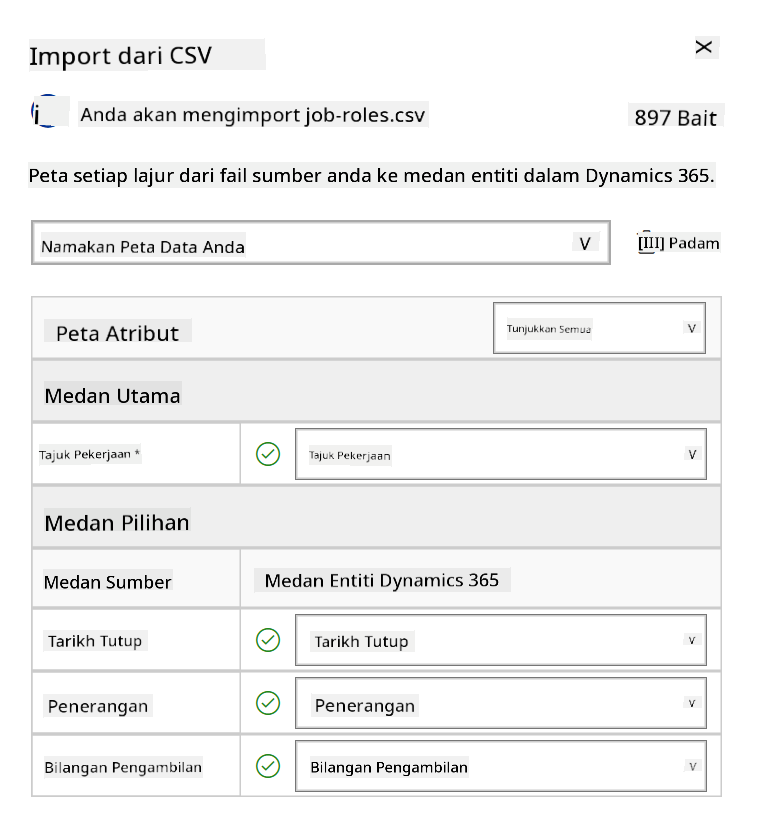 Import dari CSV
Anda akan mengimport job-roles.csv 897 Bait
Peta setiap lajur dari fail sumber anda ke medan entiti dalam Dynamics 365.
Namakan Peta Data Anda V [III] Padam
Peta Atribut Tunjukkan Semua V
Medan Utama
Tajuk Pekerjaan * Tajuk Pekerjaan V
Medan Pilihan
Medan Sumber Medan Entiti Dynamics 365
Tarikh Tutup Tarikh Tutup V
Penerangan Penerangan V
Bilangan Pengambilan Bilangan Pengambilan V